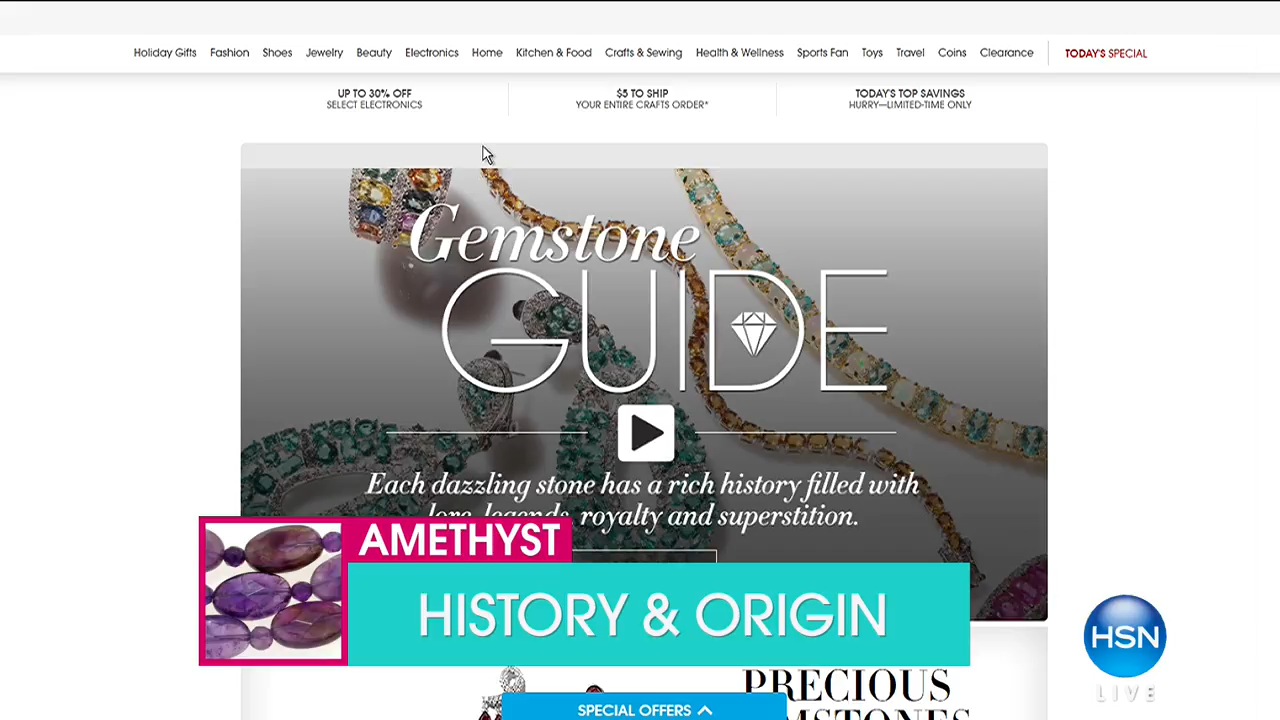 Holiday Gifts Fashion Shoes Jewelry Beauty Electronics Home Kitchen & Food Crafts & Sewing Health & Wellness Sports Fan Toys Travel Coins Clearance TODAY'S SPECIAL
UP TO 30% OFF
SELECT ELECTRONICS
$5 TO SHIP
YOUR ENTIRE CRAFTS ORDER*
TODAY'S TOP SAVINGS
HURRY—LIMITED-TIME ONLY
Gemstone
GUIDE
Each dazzling stone has a rich history filled with
lore, legends, royalty and superstition.
AMETHYST
HISTORY & ORIGIN
HSN
LIVE
PRECIOUS
GEMSTONES
SPECIAL OFFERS